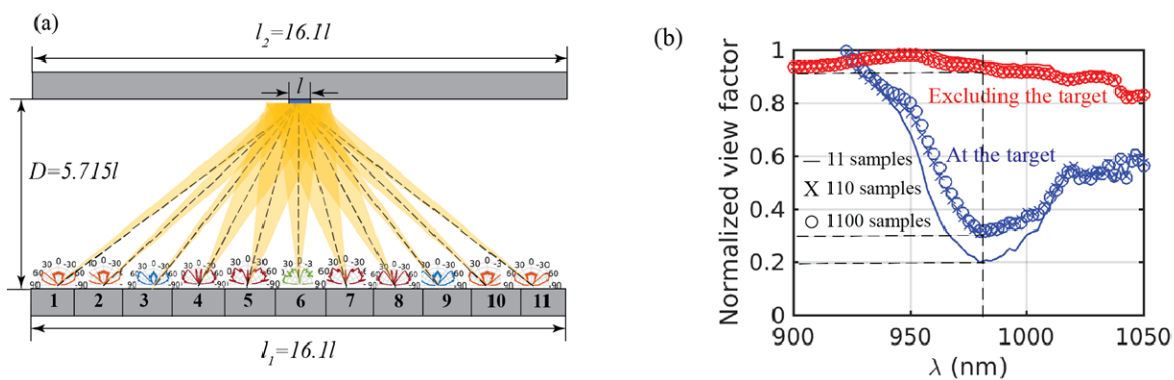 (a)
l2=16.1l
l
D=5.715l
1 2 3 4 5 6 7 8 9 10 11
l1=16.1l
(b)
Normalized view factor
1
0.8
0.6
0.4
0.2
0
Excluding the target
At the target
— 11 samples
X 110 samples
O 1100 samples
900 950 1000 1050
λ (nm)